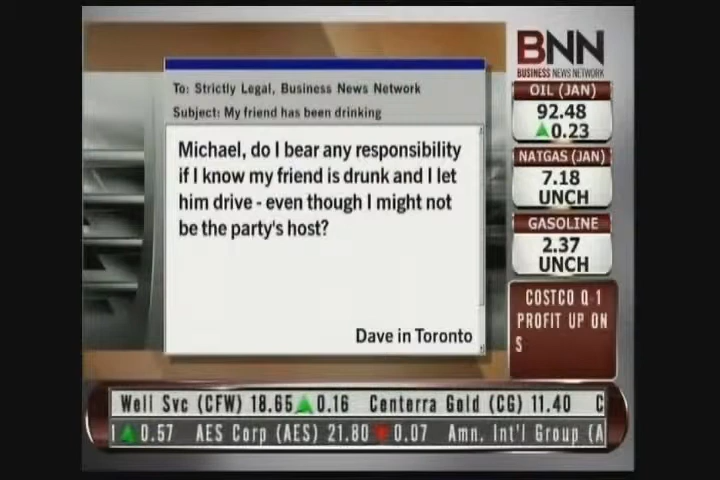 BNN
BUSINESS NEWS NETWORK
To: Strictly Legal, Business News Network
Subject: My friend has been drinking
Michael, do I bear any responsibility
if I know my friend is drunk and I let
him drive - even though I might not
be the party's host?
Dave in Toronto
OIL (JAN)
92.48
0.23
NATGAS (JAN)
7.18
UNCH
GASOLINE
2.37
UNCH
COSTCO Q-1
PROFIT UP ON
S
Well Svc (CFW) 18.65 0.16 Centerra Gold (CG) 11.40 C
1 0.57 AES Corp (AES) 21.80 0.07 Amn. Int'l Group (A